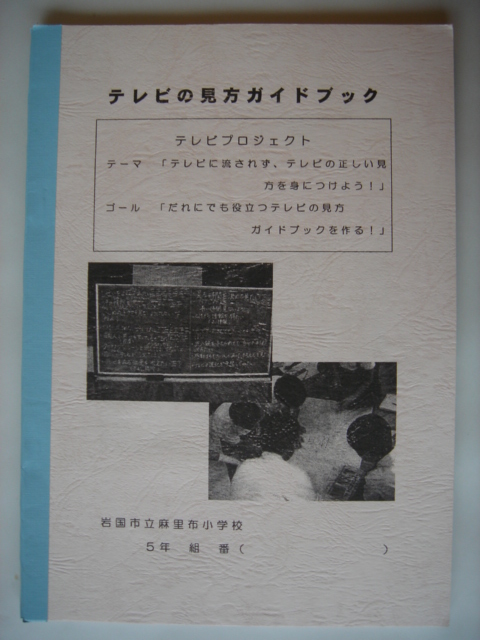 テレビの見方ガイドブック
テレビプロジェクト
テーマ 「テレビに流されず、テレビの正しい見
方を身につけよう！」
ゴール 「だれにでも役立つテレビの見方
ガイドブックを作る！」
岩国市立麻里布小学校
5年 組 番（ ）